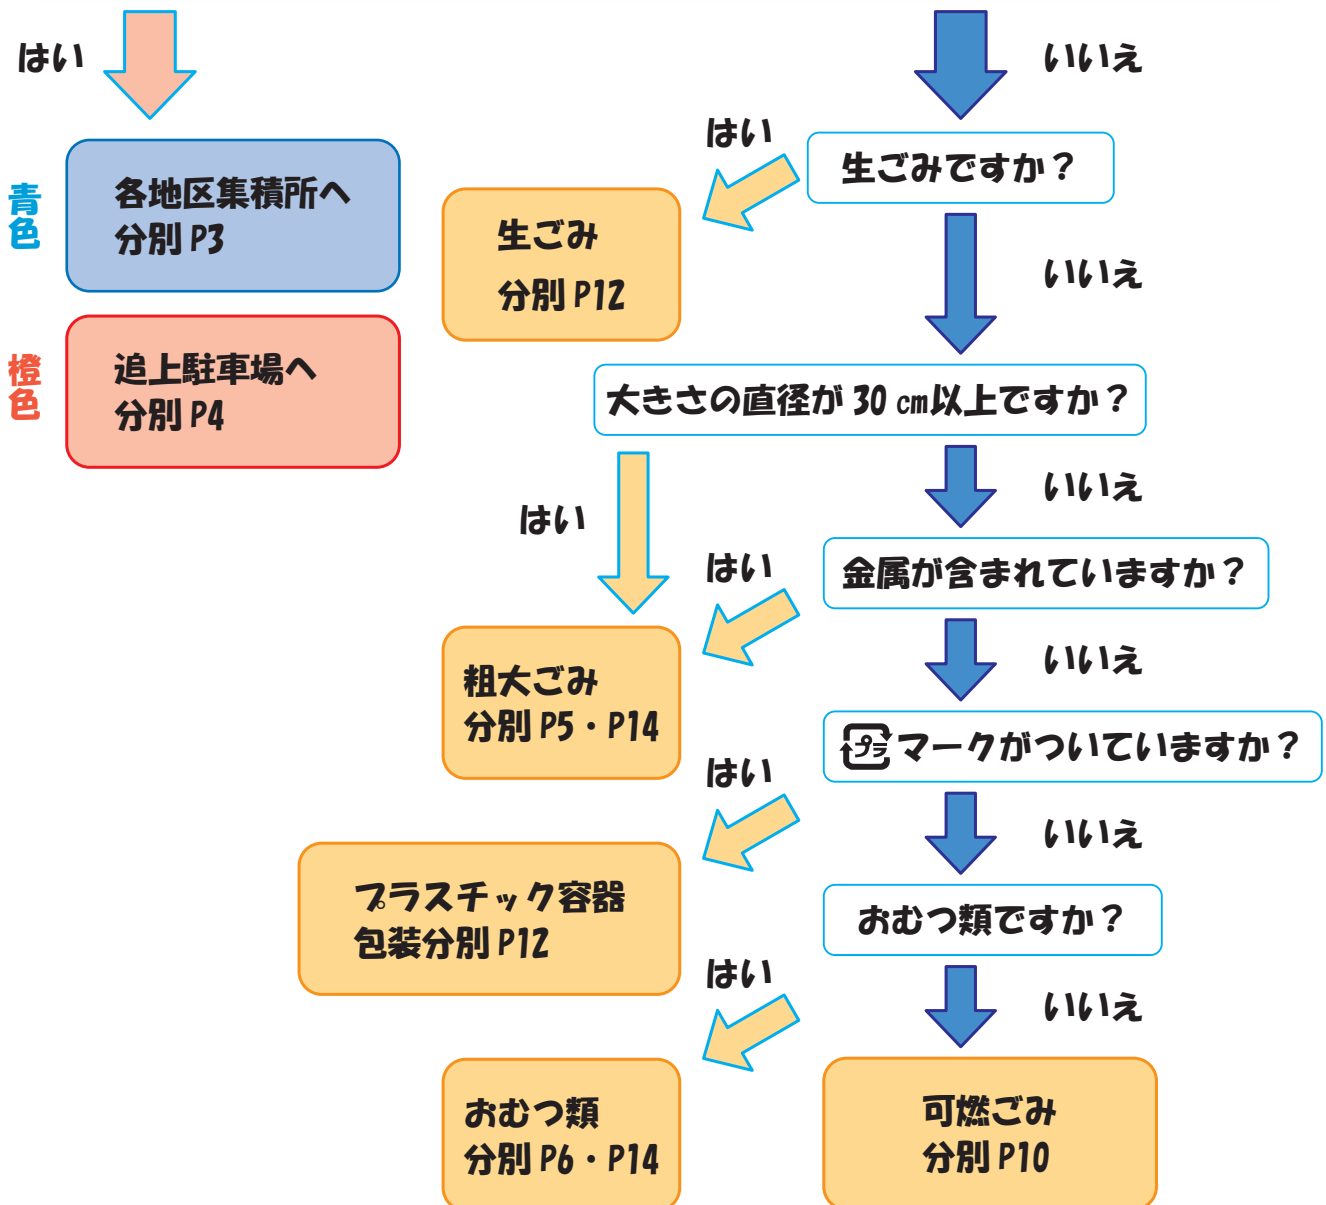 はい
いいえ
青色
各地区集積所へ
分別 P3
橙色
追上駐車場へ
分別 P4
生ごみですか？
はい
生ごみ
分別 P12
いいえ
大きさの直径が 30 ㎝以上ですか？
はい
いいえ
金属が含まれていますか？
はい
粗大ごみ
分別 P5・P14
いいえ
プラ マークがついていますか？
はい
プラスチック容器
包装分別 P12
いいえ
おむつ類ですか？
はい
おむつ類
分別 P6・P14
いいえ
可燃ごみ
分別 P10